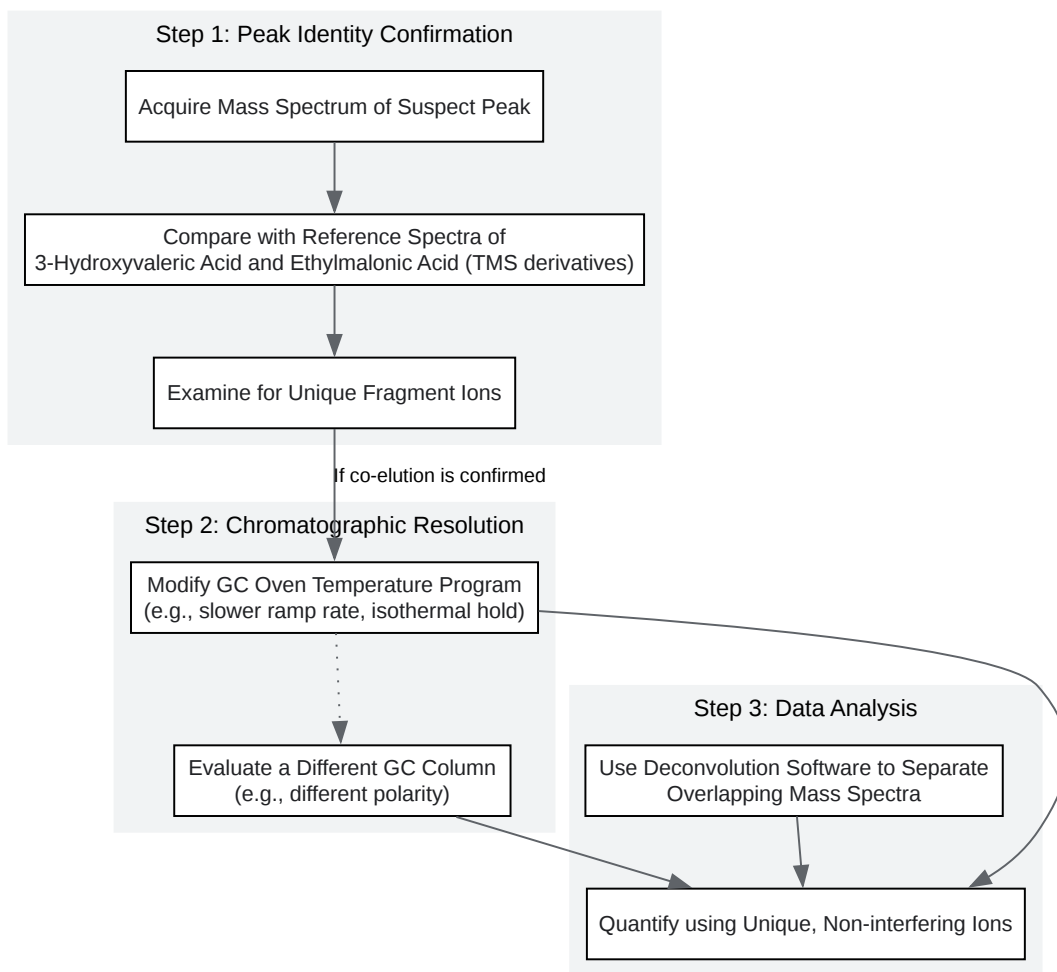 Step 1: Peak Identity Confirmation
Acquire Mass Spectrum of Suspect Peak
Compare with Reference Spectra of
3-Hydroxyvaleric Acid and Ethylmalonic Acid (TMS derivatives)
Examine for Unique Fragment Ions
If co-elution is confirmed
Step 2: Chromatographic Resolution
Modify GC Oven Temperature Program
(e.g., slower ramp rate, isothermal hold)
Evaluate a Different GC Column
(e.g., different polarity)
Step 3: Data Analysis
Use Deconvolution Software to Separate
Overlapping Mass Spectra
Quantify using Unique, Non-interfering Ions